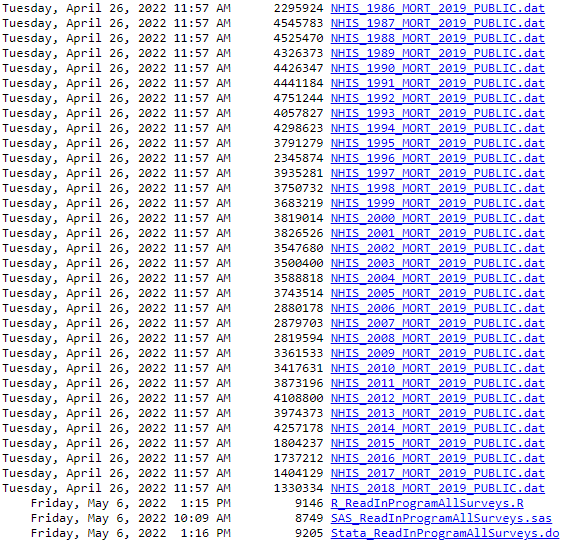 Tuesday, April 26, 2022 11:57 AM 2295924 NHIS_1986_MORT_2019_PUBLIC.dat
Tuesday, April 26, 2022 11:57 AM 4545783 NHIS_1987_MORT_2019_PUBLIC.dat
Tuesday, April 26, 2022 11:57 AM 4525470 NHIS_1988_MORT_2019_PUBLIC.dat
Tuesday, April 26, 2022 11:57 AM 4326373 NHIS_1989_MORT_2019_PUBLIC.dat
Tuesday, April 26, 2022 11:57 AM 4426347 NHIS_1990_MORT_2019_PUBLIC.dat
Tuesday, April 26, 2022 11:57 AM 4441184 NHIS_1991_MORT_2019_PUBLIC.dat
Tuesday, April 26, 2022 11:57 AM 4751244 NHIS_1992_MORT_2019_PUBLIC.dat
Tuesday, April 26, 2022 11:57 AM 4057827 NHIS_1993_MORT_2019_PUBLIC.dat
Tuesday, April 26, 2022 11:57 AM 4298623 NHIS_1994_MORT_2019_PUBLIC.dat
Tuesday, April 26, 2022 11:57 AM 3791279 NHIS_1995_MORT_2019_PUBLIC.dat
Tuesday, April 26, 2022 11:57 AM 2345874 NHIS_1996_MORT_2019_PUBLIC.dat
Tuesday, April 26, 2022 11:57 AM 3935281 NHIS_1997_MORT_2019_PUBLIC.dat
Tuesday, April 26, 2022 11:57 AM 3750732 NHIS_1998_MORT_2019_PUBLIC.dat
Tuesday, April 26, 2022 11:57 AM 3683219 NHIS_1999_MORT_2019_PUBLIC.dat
Tuesday, April 26, 2022 11:57 AM 3819014 NHIS_2000_MORT_2019_PUBLIC.dat
Tuesday, April 26, 2022 11:57 AM 3826526 NHIS_2001_MORT_2019_PUBLIC.dat
Tuesday, April 26, 2022 11:57 AM 3547680 NHIS_2002_MORT_2019_PUBLIC.dat
Tuesday, April 26, 2022 11:57 AM 3500400 NHIS_2003_MORT_2019_PUBLIC.dat
Tuesday, April 26, 2022 11:57 AM 3588818 NHIS_2004_MORT_2019_PUBLIC.dat
Tuesday, April 26, 2022 11:57 AM 3743514 NHIS_2005_MORT_2019_PUBLIC.dat
Tuesday, April 26, 2022 11:57 AM 2880178 NHIS_2006_MORT_2019_PUBLIC.dat
Tuesday, April 26, 2022 11:57 AM 2879703 NHIS_2007_MORT_2019_PUBLIC.dat
Tuesday, April 26, 2022 11:57 AM 2819594 NHIS_2008_MORT_2019_PUBLIC.dat
Tuesday, April 26, 2022 11:57 AM 3361533 NHIS_2009_MORT_2019_PUBLIC.dat
Tuesday, April 26, 2022 11:57 AM 3417631 NHIS_2010_MORT_2019_PUBLIC.dat
Tuesday, April 26, 2022 11:57 AM 3873196 NHIS_2011_MORT_2019_PUBLIC.dat
Tuesday, April 26, 2022 11:57 AM 4108800 NHIS_2012_MORT_2019_PUBLIC.dat
Tuesday, April 26, 2022 11:57 AM 3974373 NHIS_2013_MORT_2019_PUBLIC.dat
Tuesday, April 26, 2022 11:57 AM 4257178 NHIS_2014_MORT_2019_PUBLIC.dat
Tuesday, April 26, 2022 11:57 AM 1804237 NHIS_2015_MORT_2019_PUBLIC.dat
Tuesday, April 26, 2022 11:57 AM 1737212 NHIS_2016_MORT_2019_PUBLIC.dat
Tuesday, April 26, 2022 11:57 AM 1404129 NHIS_2017_MORT_2019_PUBLIC.dat
Tuesday, April 26, 2022 11:57 AM 1330334 NHIS_2018_MORT_2019_PUBLIC.dat
Friday, May 6, 2022 1:15 PM 9146 R_ReadInProgramAllSurveys.R
Friday, May 6, 2022 10:09 AM 8749 SAS_ReadInProgramAllSurveys.sas
Friday, May 6, 2022 1:16 PM 9205 Stata_ReadInProgramAllSurveys.do